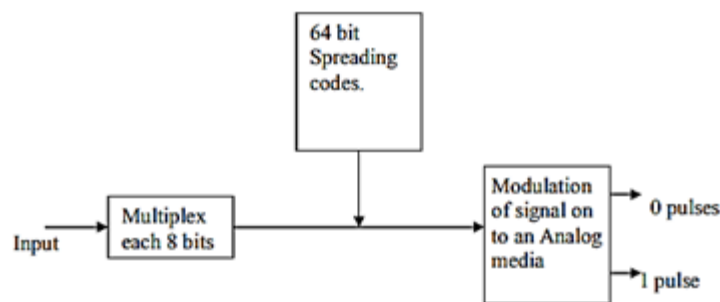 64 bit
Spreading
codes.
Input
Multiplex
each 8 bits
Modulation
of signal on
to an Analog
media
0 pulses
1 pulse